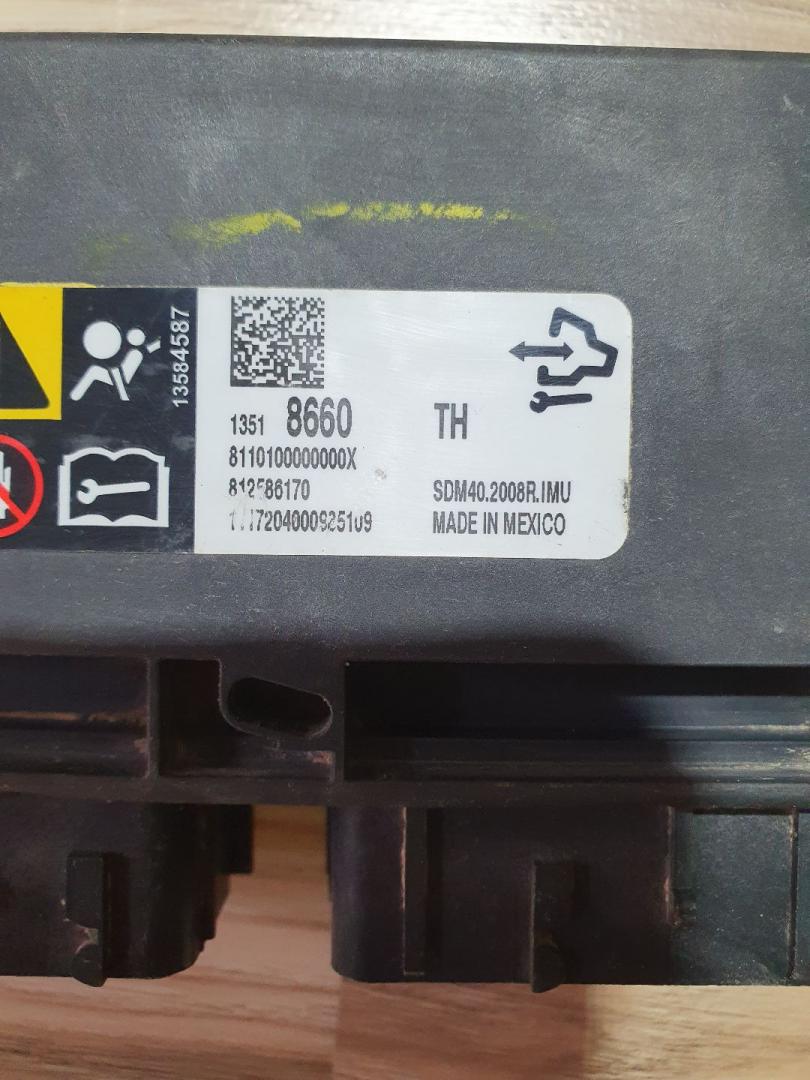 13584587
1351 8660 TH
8110100000000X
SDM40.2008R.IMU
MADE IN MEXICO